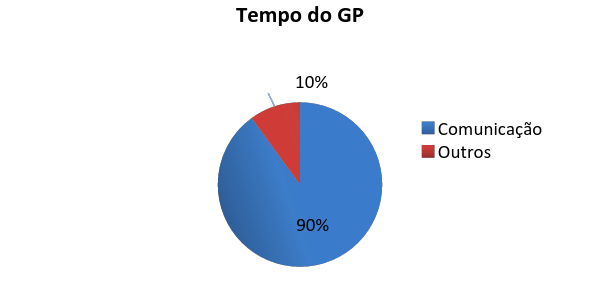 Tempo do GP
10%
Comunicação
Outros
90%